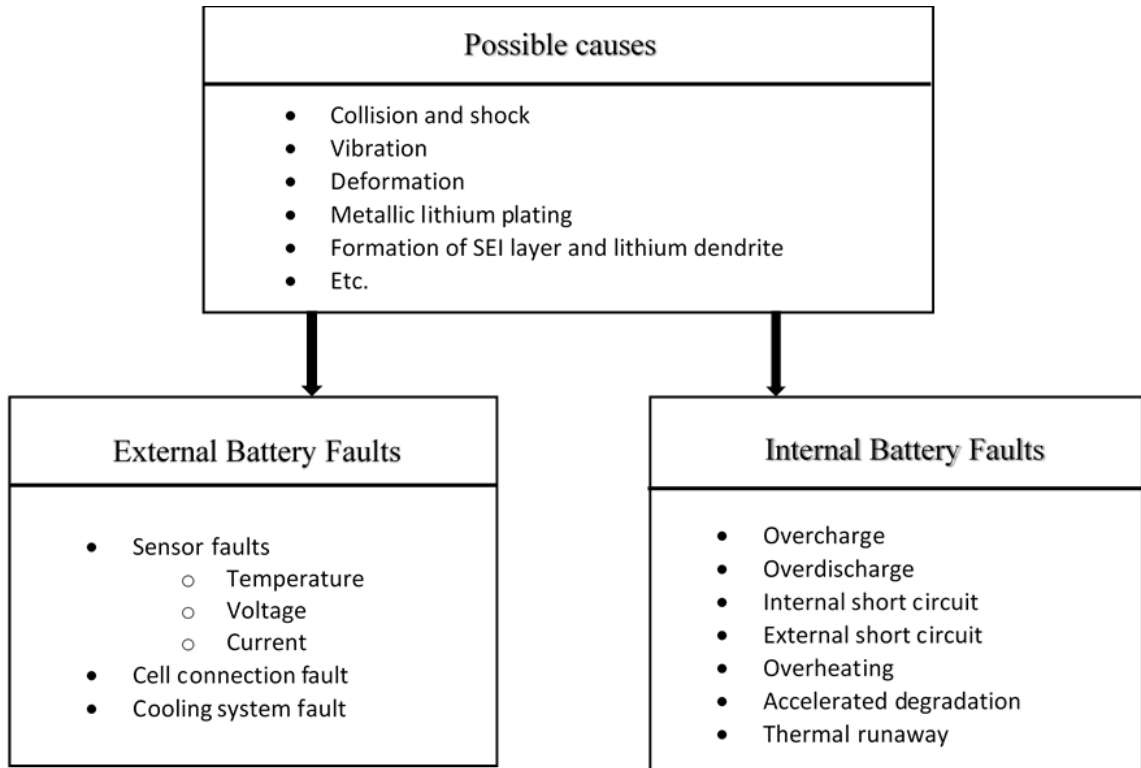 Possible causes
• Collision and shock
• Vibration
• Deformation
• Metallic lithium plating
• Formation of SEI layer and lithium dendrite
• Etc.
External Battery Faults
• Sensor faults
o Temperature
o Voltage
o Current
• Cell connection fault
• Cooling system fault
Internal Battery Faults
• Overcharge
• Overdischarge
• Internal short circuit
• External short circuit
• Overheating
• Accelerated degradation
• Thermal runaway